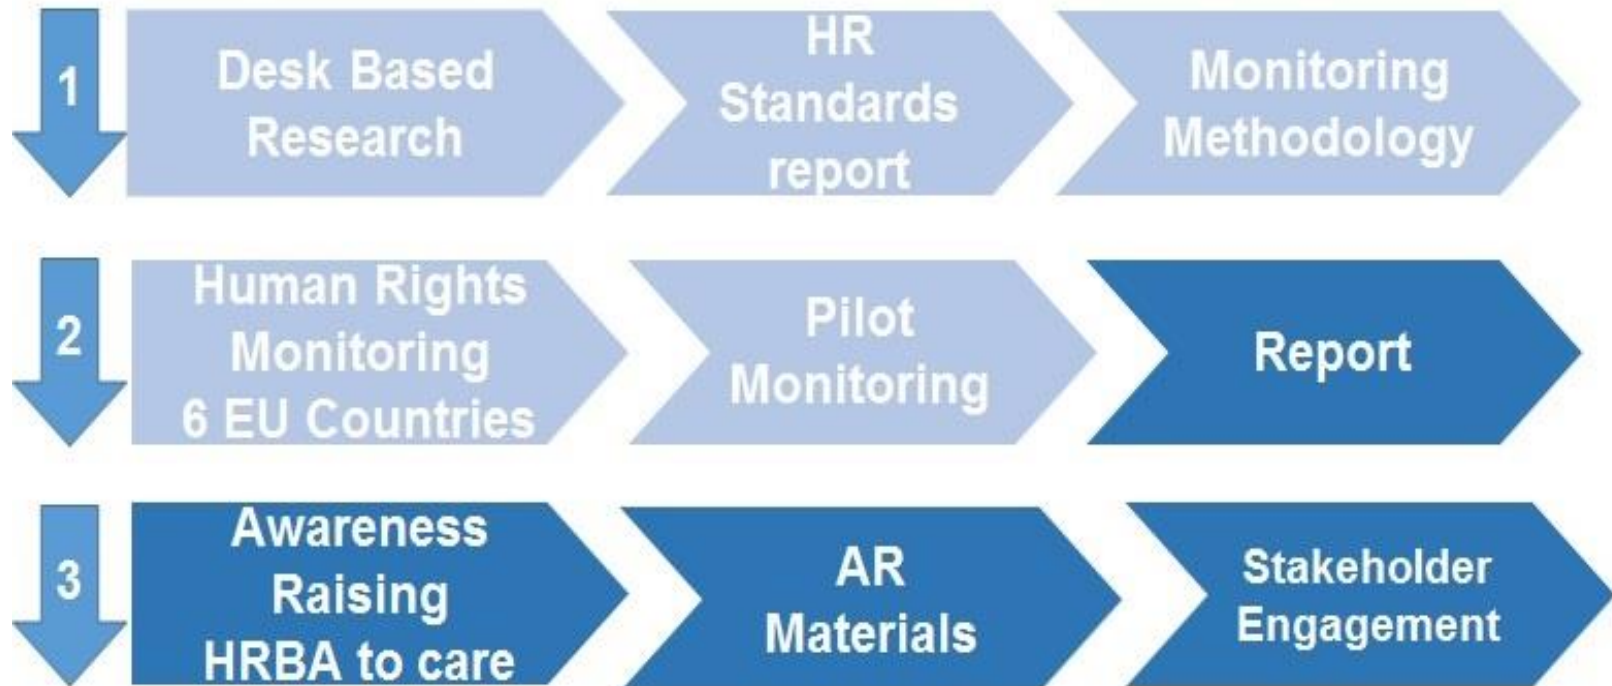 1
Desk Based
Research
HR
Standards
report
Monitoring
Methodology
2
Human Rights
Monitoring
6 EU Countries
Pilot
Monitoring
Report
3
Awareness
Raising
HRBA to care
AR
Materials
Stakeholder
Engagement